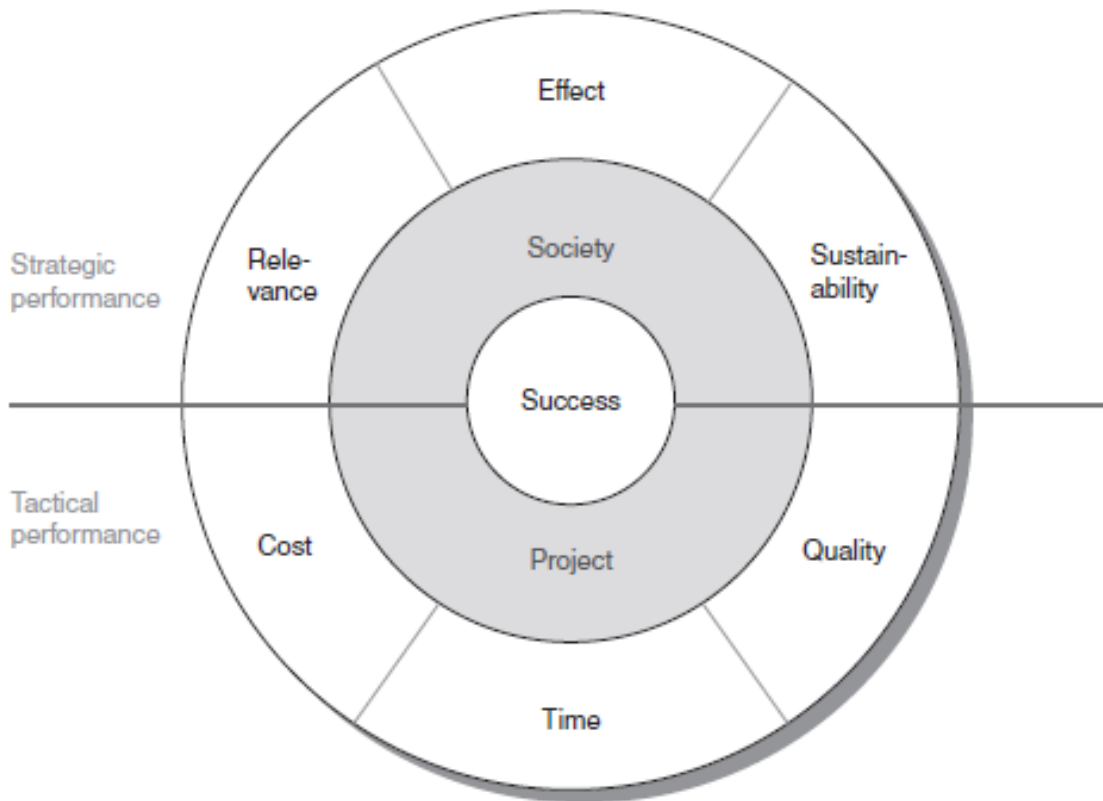 Effect
Society
Strategic
performance
Rele-
vance
Sustain-
ability
Success
Tactical
performance
Cost
Project
Quality
Time